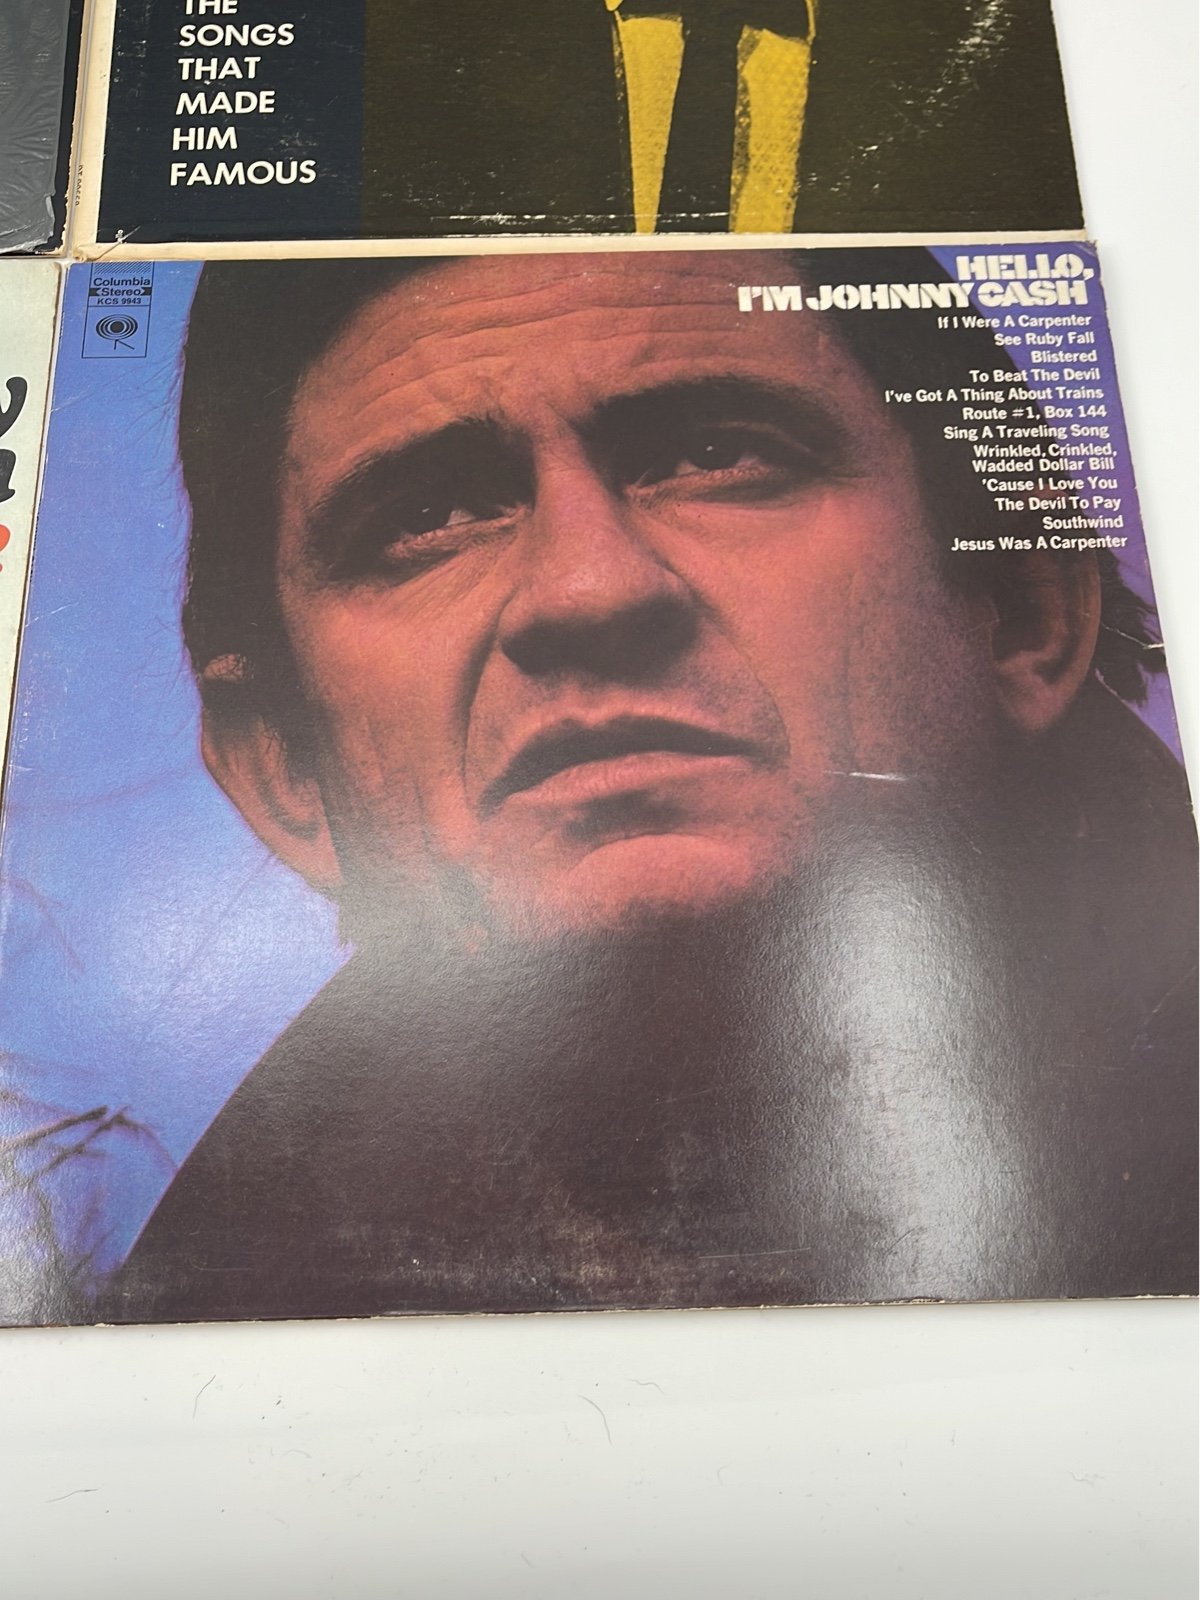 THE
SONGS
THAT
MADE
HIM
FAMOUS
Columbia
Stereo
KCS 9943
HELLO,
I'M JOHNNY CASH
If I Were A Carpenter
See Ruby Fall
Blistered
To Beat The Devil
I've Got A Thing About Trains
Route #1, Box 144
Sing A Traveling Song
Wrinkled, Crinkled,
Wadded Dollar Bill
'Cause I Love You
The Devil To Pay
Southwind
Jesus Was A Carpenter